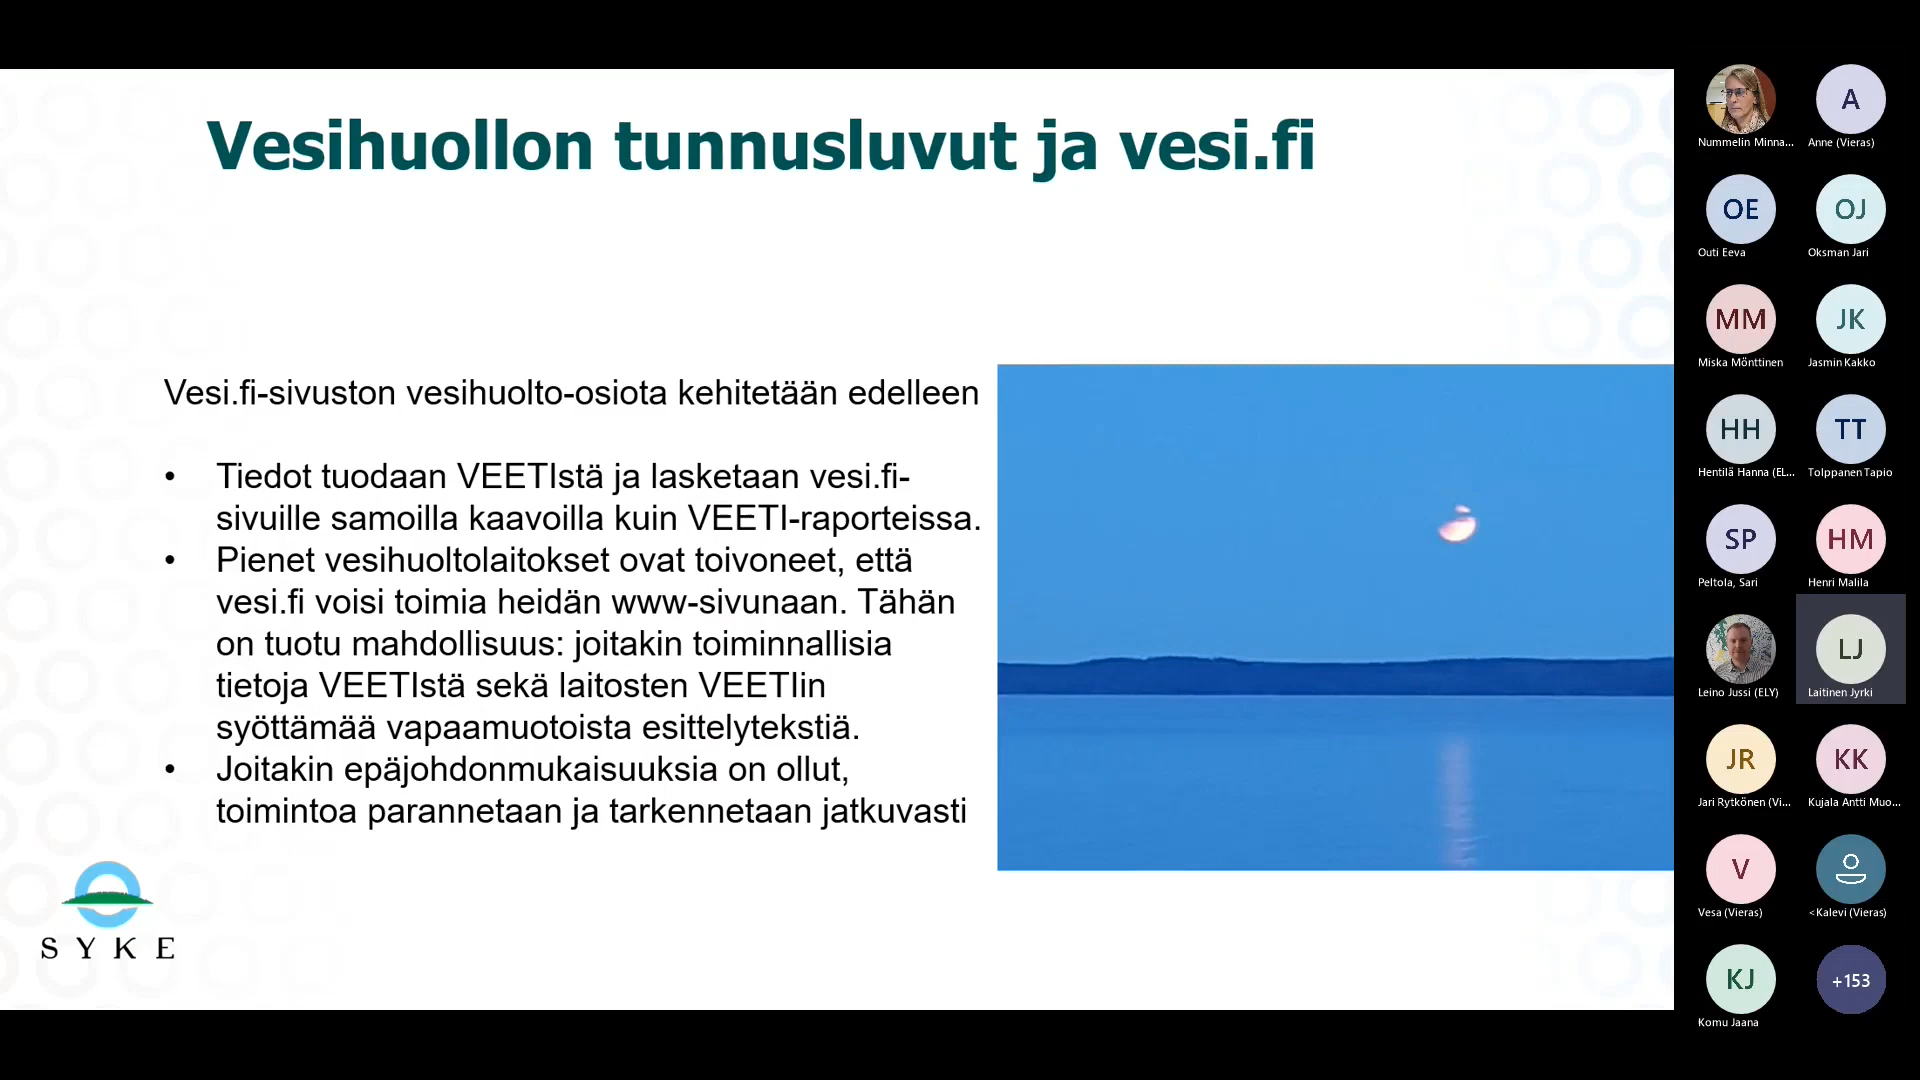 Vesihuollon tunnusluvut ja vesi.fi
Vesi.fi-sivuston vesihuolto-osiota kehitetään edelleen
• Tiedot tuodaan VEETIstä ja lasketaan vesi.fi-
sivuille samoilla kaavoilla kuin VEETI-raporteissa.
• Pienet vesihuoltolaitokset ovat toivoneet, että
vesi.fi voisi toimia heidän www-sivunaan. Tähän
on tuotu mahdollisuus: joitakin toiminnallisia
tietoja VEETIstä sekä laitosten VEETIin
syöttämää vapaamuotoista esittelytekstiä.
• Joitakin epäjohdonmukaisuuksia on ollut,
toimintoa parannetaan ja tarkennetaan jatkuvasti
SYKE
Nummelin Minna...
A
Anne (Vieras)
OE
Outi Eeva
OJ
Oksman Jari
MM
Miska Mönttinen
JK
Jasmin Kakko
HH
Hentilä Hanna (EL...
TT
Tolppanen Tapio
SP
Peltola, Sari
HM
Henri Malila
Leino Jussi (ELY)
LJ
Laitinen Jyrki
JR
Jari Rytkönen (Vi...
KK
Kujala Antti Muo...
V
Vesa (Vieras)
<Kalevi (Vieras)
KJ
Komu Jaana
+153